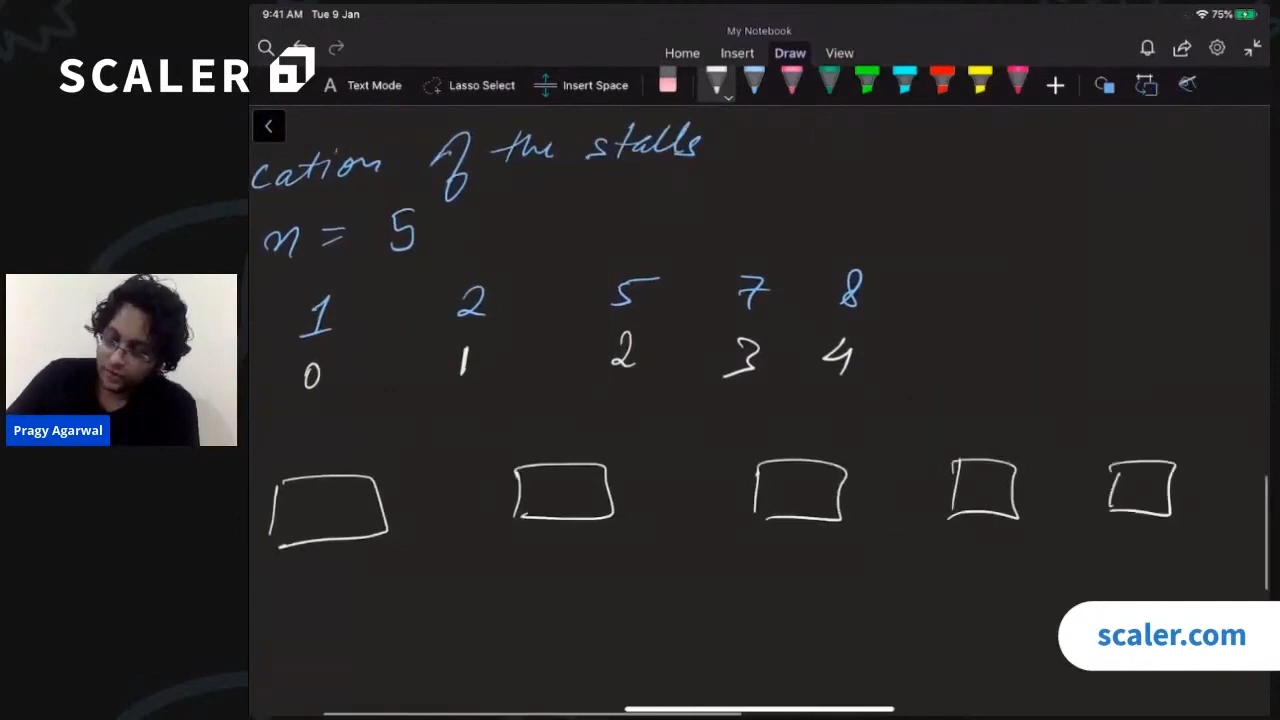 9:41 AM Tue 9 Jan
75%
My Notebook
SCALER
Home Insert Draw View
Text Mode Lasso Select Insert Space
cation of the stalls
n = 5
1 2 5 7 8
0 1 2 3 4
Pragy Agarwal
scaler.com